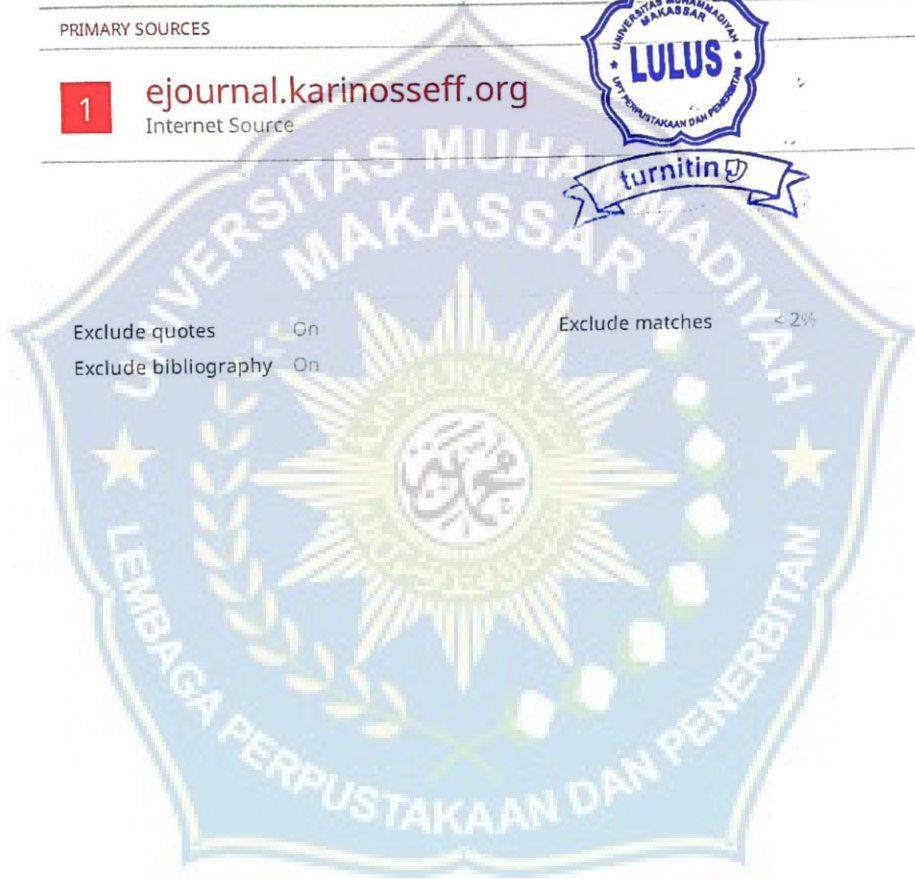 PRIMARY SOURCES
1
ejournal.karinosseff.org
Internet Source
UNIVERSITAS MUHAMMADIYAH
MAKASSAR
LULUS
UPT PERPUSTAKAAN DAN PENERBITAN
turnitin
UNIVERSITAS MUHAMMADIYAH
MAKASSAR
Exclude quotes On
Exclude matches < 2%
Exclude bibliography On
LEMBAGA PERPUSTAKAAN DAN PENERBITAN